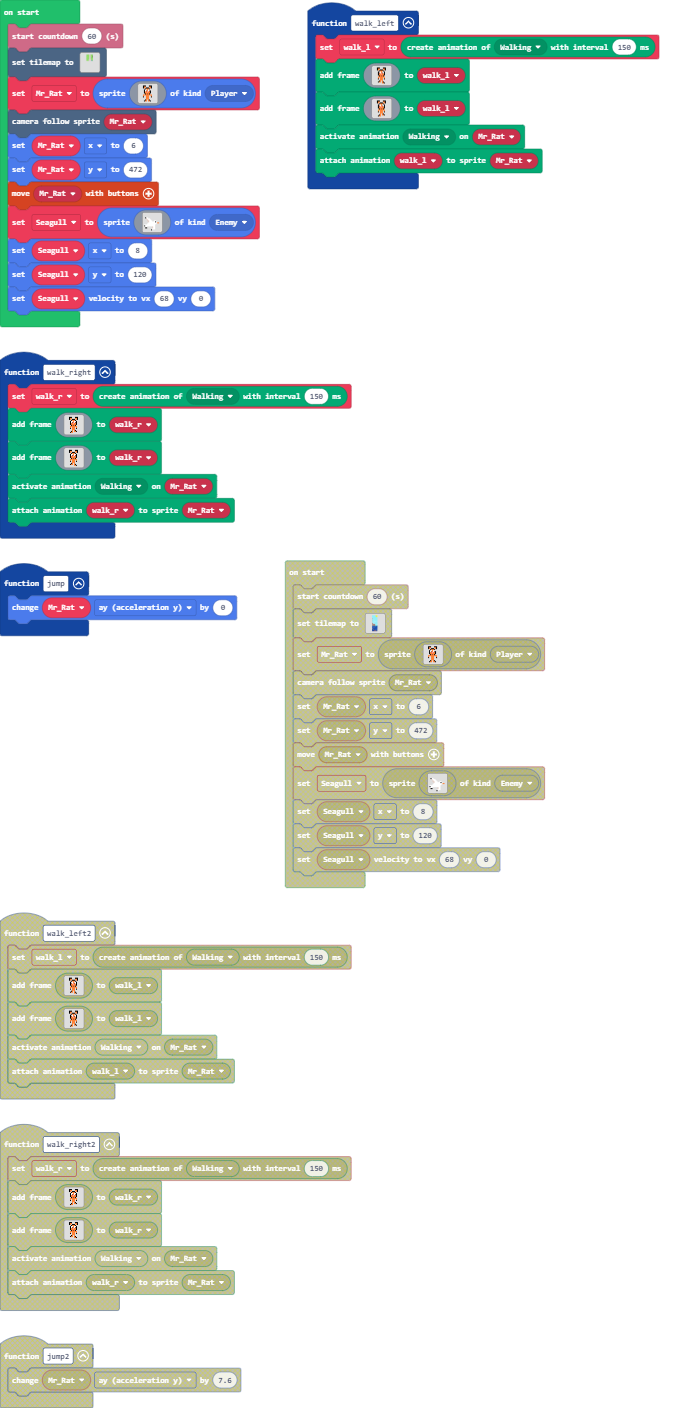 on start
start countdown 60 (s)
set tilemap to
set Mr_Rat to sprite of kind Player
camera follow sprite Mr_Rat
set Mr_Rat x to 6
set Mr_Rat y to 472
move Mr_Rat with buttons
set Seagull to sprite of kind Enemy
set Seagull x to 8
set Seagull y to 120
set Seagull velocity to vx 68 vy 0
function walk_left
set walk_l to create animation of Walking with interval 150 ms
add frame to walk_l
add frame to walk_l
activate animation Walking on Mr_Rat
attach animation walk_l to sprite Mr_Rat
function walk_right
set walk_r to create animation of Walking with interval 150 ms
add frame to walk_r
add frame to walk_r
activate animation Walking on Mr_Rat
attach animation walk_r to sprite Mr_Rat
function jump
change Mr_Rat ay (acceleration y) by 0
on start
start countdown 60 (s)
set tilemap to
set Mr_Rat to sprite of kind Player
camera follow sprite Mr_Rat
set Mr_Rat x to 6
set Mr_Rat y to 472
move Mr_Rat with buttons
set Seagull to sprite of kind Enemy
set Seagull x to 8
set Seagull y to 120
set Seagull velocity to vx 68 vy 0
function walk_left2
set walk_l to create animation of Walking with interval 150 ms
add frame to walk_l
add frame to walk_l
activate animation Walking on Mr_Rat
attach animation walk_l to sprite Mr_Rat
function walk_right2
set walk_r to create animation of Walking with interval 150 ms
add frame to walk_r
add frame to walk_r
activate animation Walking on Mr_Rat
attach animation walk_r to sprite Mr_Rat
function jump2
change Mr_Rat ay (acceleration y) by 7.6